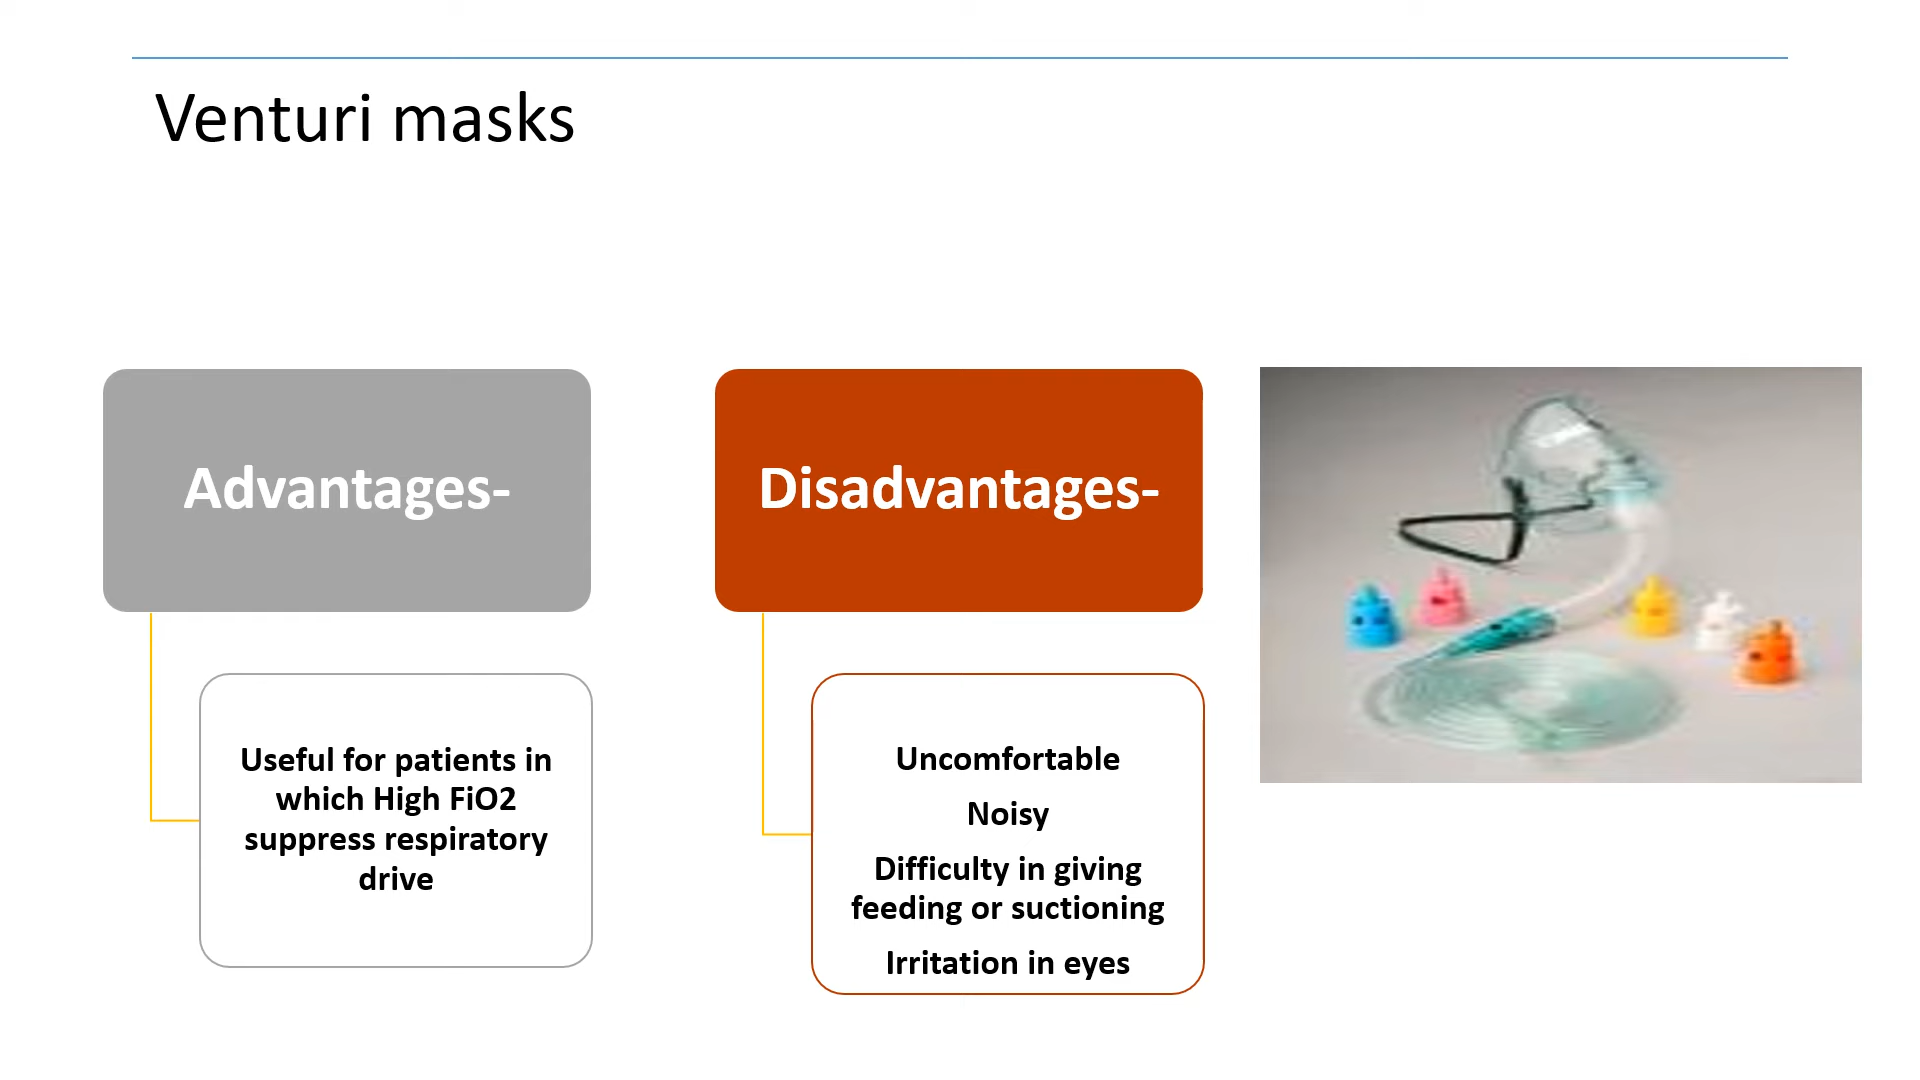 Venturi masks
Advantages-
Useful for patients in
which High FiO2
suppress respiratory
drive
Disadvantages-
Uncomfortable
Noisy
Difficulty in giving
feeding or suctioning
Irritation in eyes